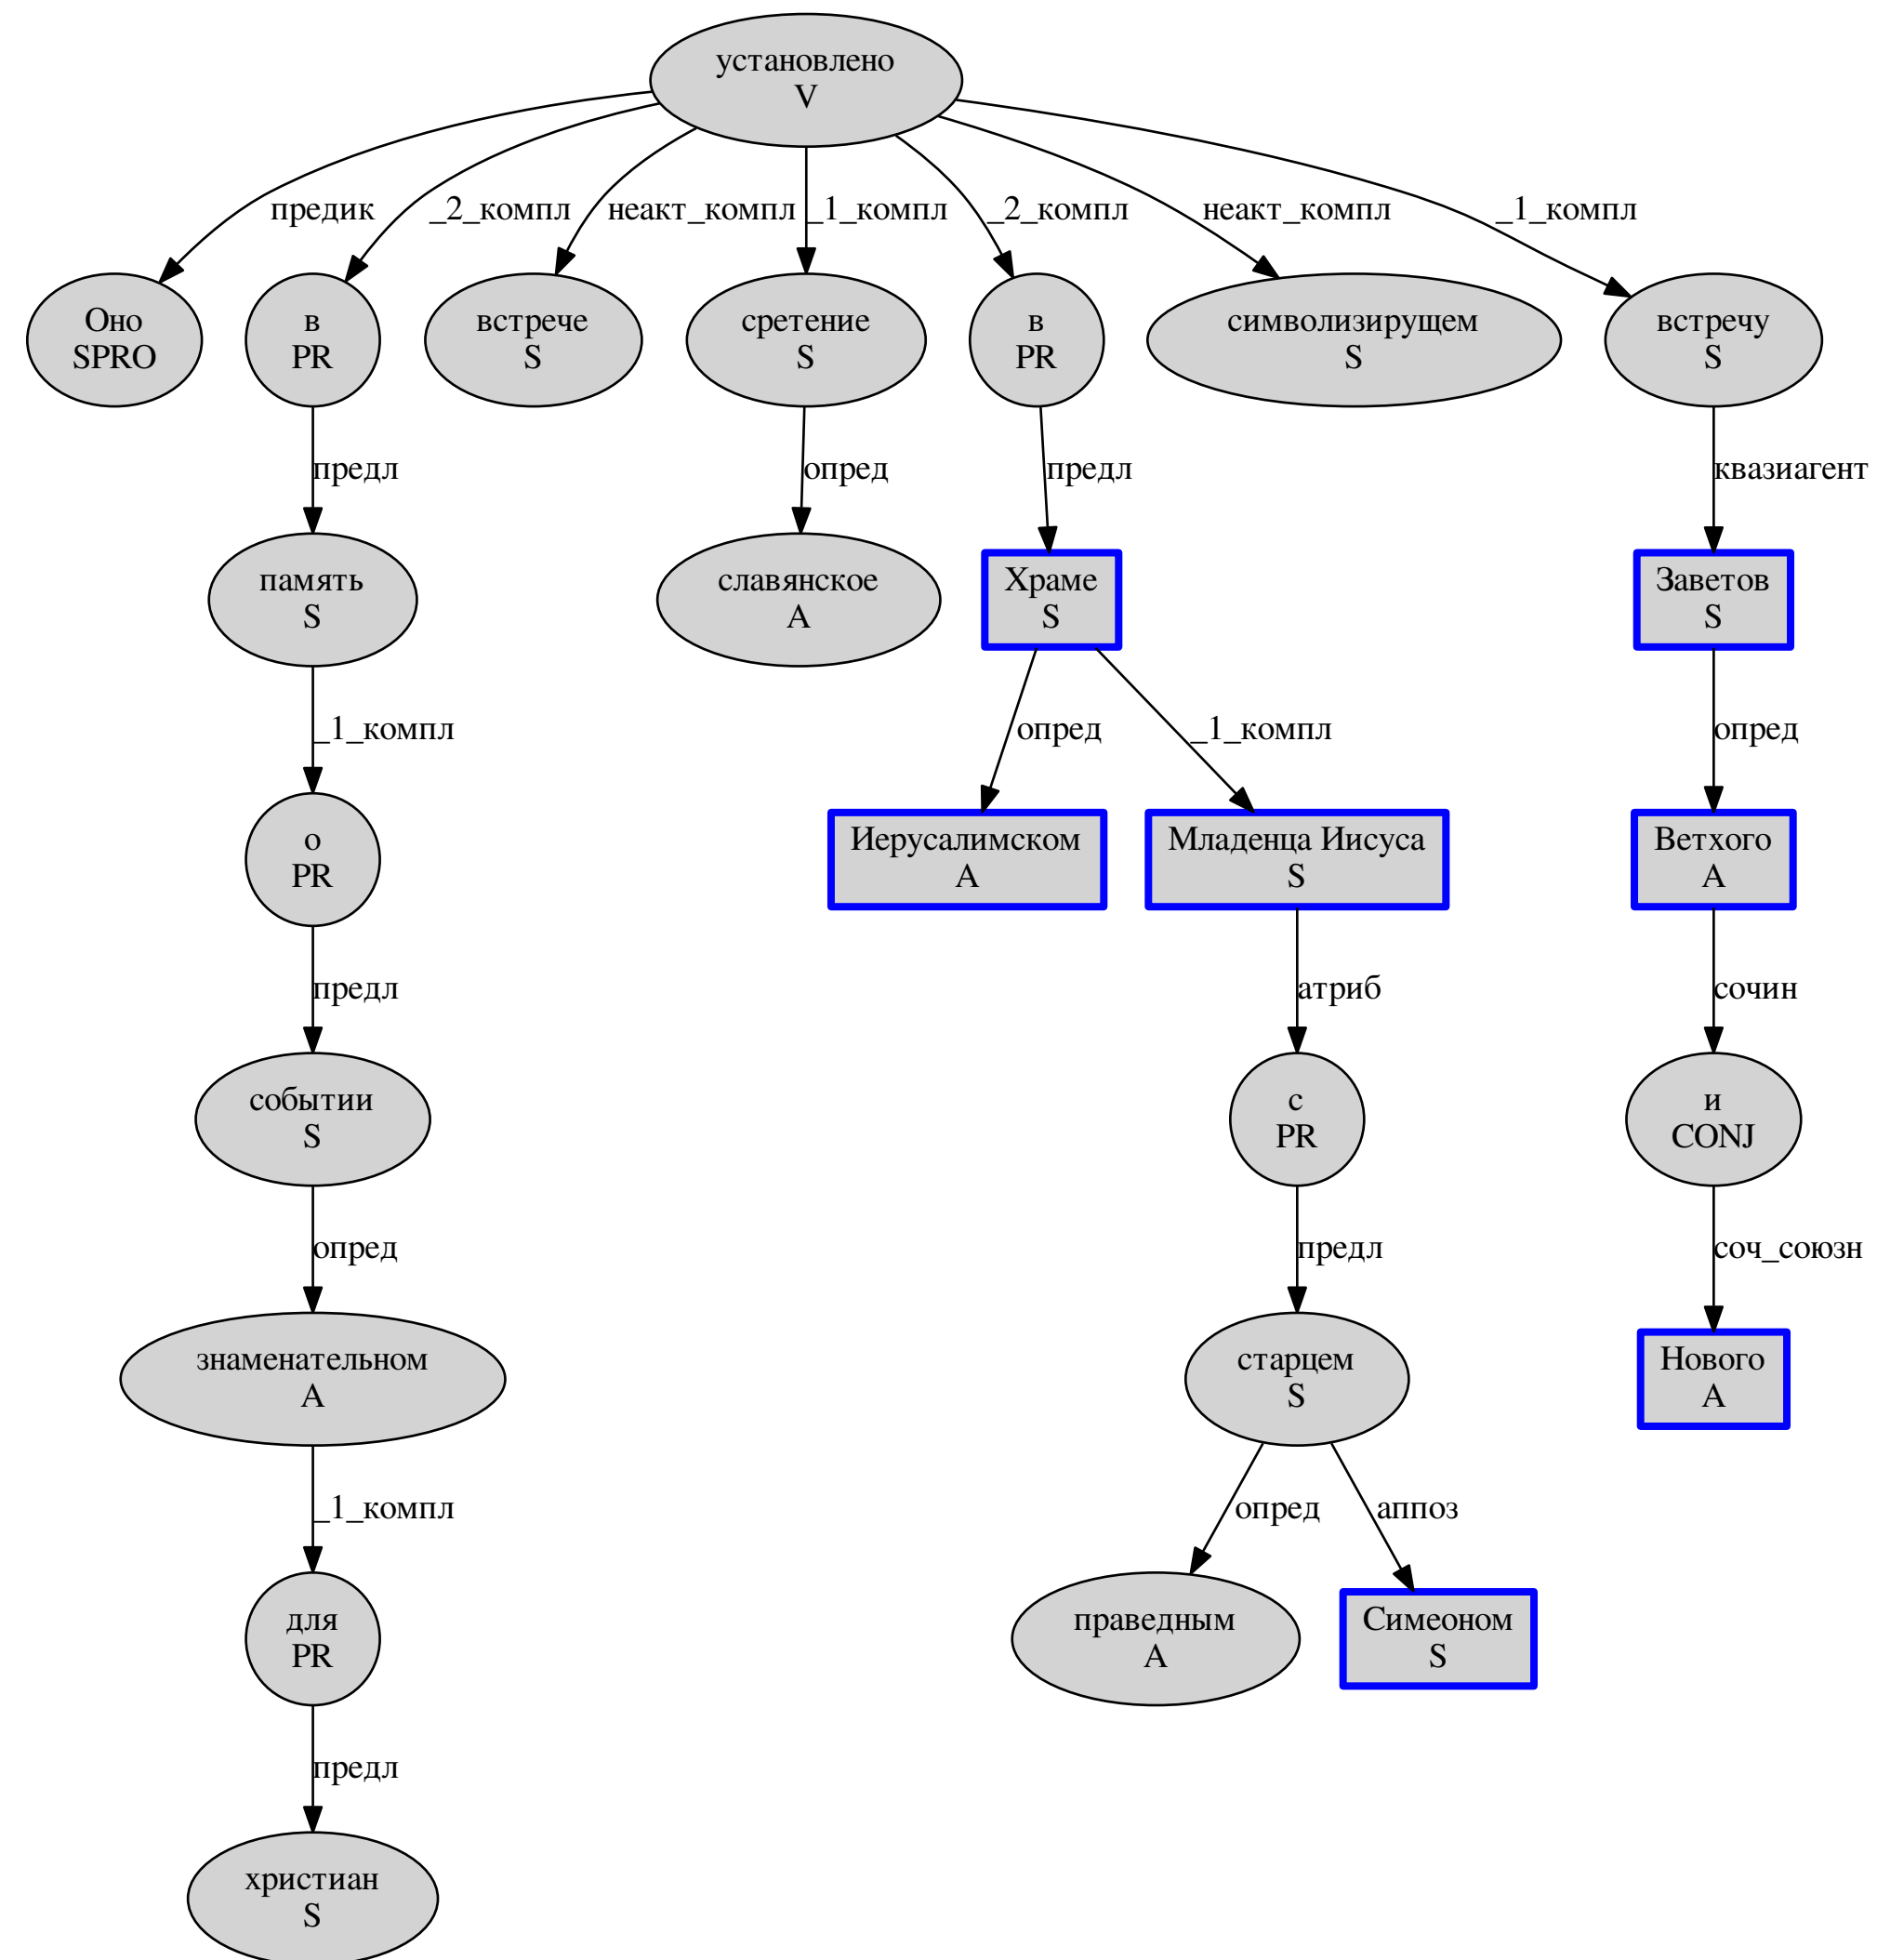 установлено
V
предик
_2_компл
неакт_компл
_1_компл
_2_компл
неакт_компл
_1_компл
Оно
SPRO
в
PR
встрече
S
сретение
S
в
PR
символизирущем
S
встречу
S
предл
опред
предл
квазиагент
память
S
славянское
A
Храме
S
Заветов
S
_1_компл
опред
_1_компл
опред
о
PR
Иерусалимском
A
Младенца Иисуса
S
Ветхого
A
предл
атриб
сочин
событии
S
с
PR
и
CONJ
опред
предл
соч_союзн
знаменательном
A
старцем
S
Нового
A
_1_компл
опред
аппоз
для
PR
праведным
A
Симеоном
S
предл
христиан
S